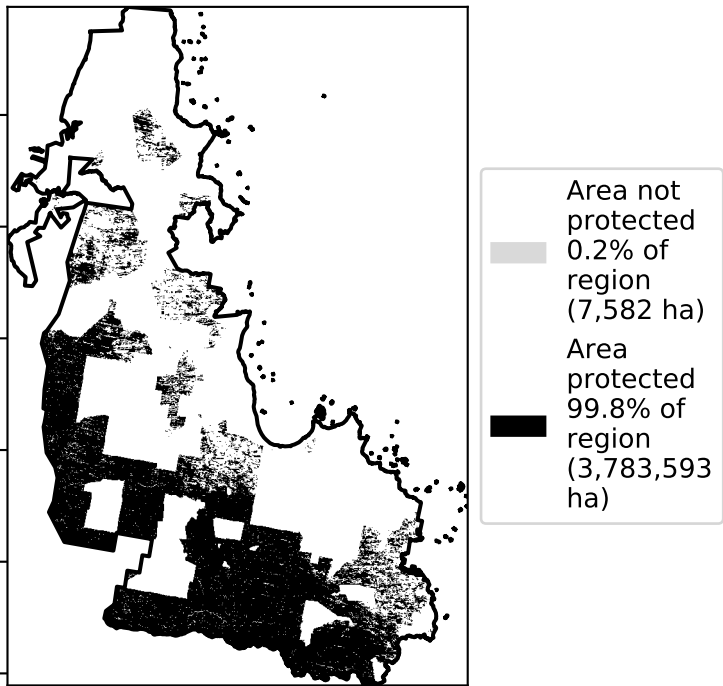 Area not
protected
0.2% of
region
(7,582 ha)
Area
protected
99.8% of
region
(3,783,593
ha)